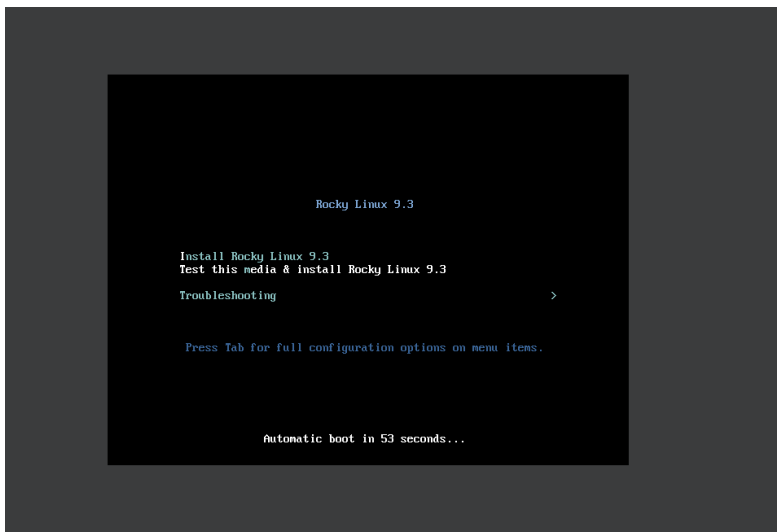 Rocky Linux 9.3
Install Rocky Linux 9.3
Test this media & install Rocky Linux 9.3
Troubleshooting >
Press Tab for full configuration options on menu items.
Automatic boot in 53 seconds...